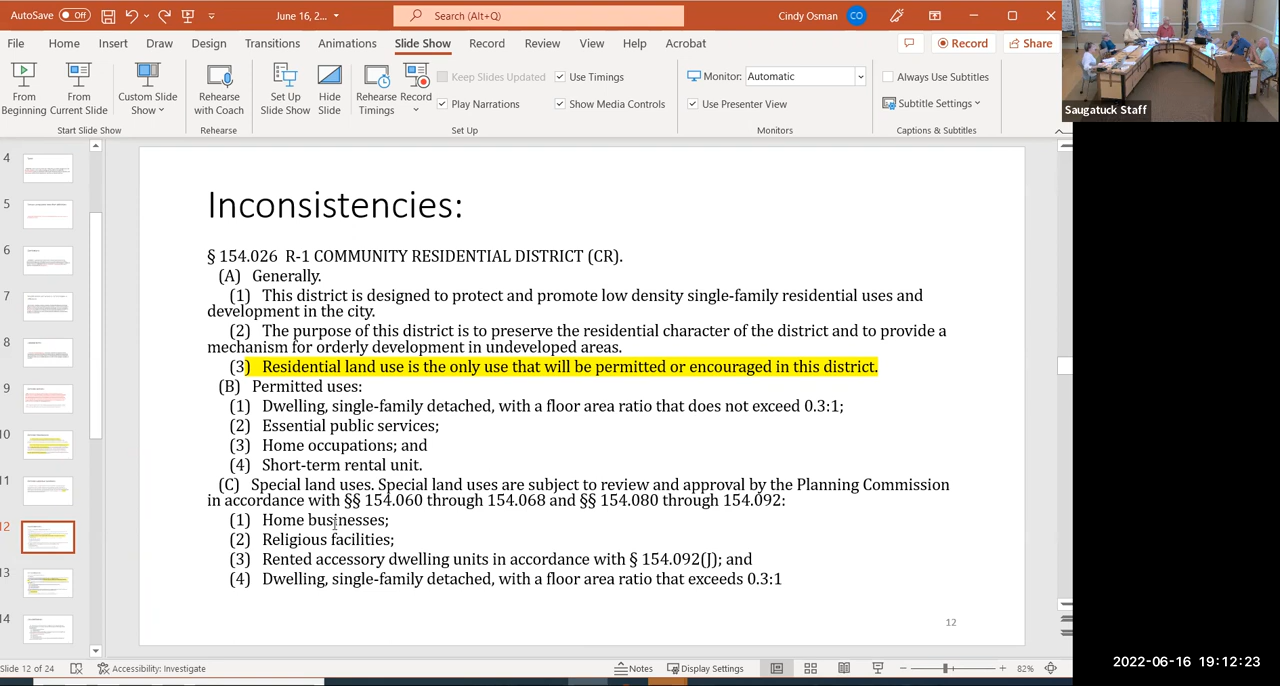 AutoSave Off June 16, 2... Search (Alt+Q) Cindy Osman CO
File Home Insert Draw Design Transitions Animations Slide Show Record Review View Help Acrobat Record Share
From Beginning
From Current Slide
Custom Slide Show
Start Slide Show
Rehearse with Coach
Rehearse
Set Up Slide Show
Hide Slide
Rehearse Timings
Record
Keep Slides Updated
Play Narrations
Use Timings
Show Media Controls
Set Up
Monitor: Automatic
Use Presenter View
Monitors
Always Use Subtitles
Subtitle Settings
Captions & Subtitles
Saugatuck Staff
4
5
6
7
8
9
10
11
12
13
14
Inconsistencies:
§ 154.026 R-1 COMMUNITY RESIDENTIAL DISTRICT (CR).
(A) Generally.
(1) This district is designed to protect and promote low density single-family residential uses and
development in the city.
(2) The purpose of this district is to preserve the residential character of the district and to provide a
mechanism for orderly development in undeveloped areas.
(3) Residential land use is the only use that will be permitted or encouraged in this district.
(B) Permitted uses:
(1) Dwelling, single-family detached, with a floor area ratio that does not exceed 0.3:1;
(2) Essential public services;
(3) Home occupations; and
(4) Short-term rental unit.
(C) Special land uses. Special land uses are subject to review and approval by the Planning Commission
in accordance with §§ 154.060 through 154.068 and §§ 154.080 through 154.092:
(1) Home businesses;
(2) Religious facilities;
(3) Rented accessory dwelling units in accordance with § 154.092(J); and
(4) Dwelling, single-family detached, with a floor area ratio that exceeds 0.3:1
12
Slide 12 of 24 Accessibility: Investigate Notes Display Settings 82%
2022-06-16 19:12:23